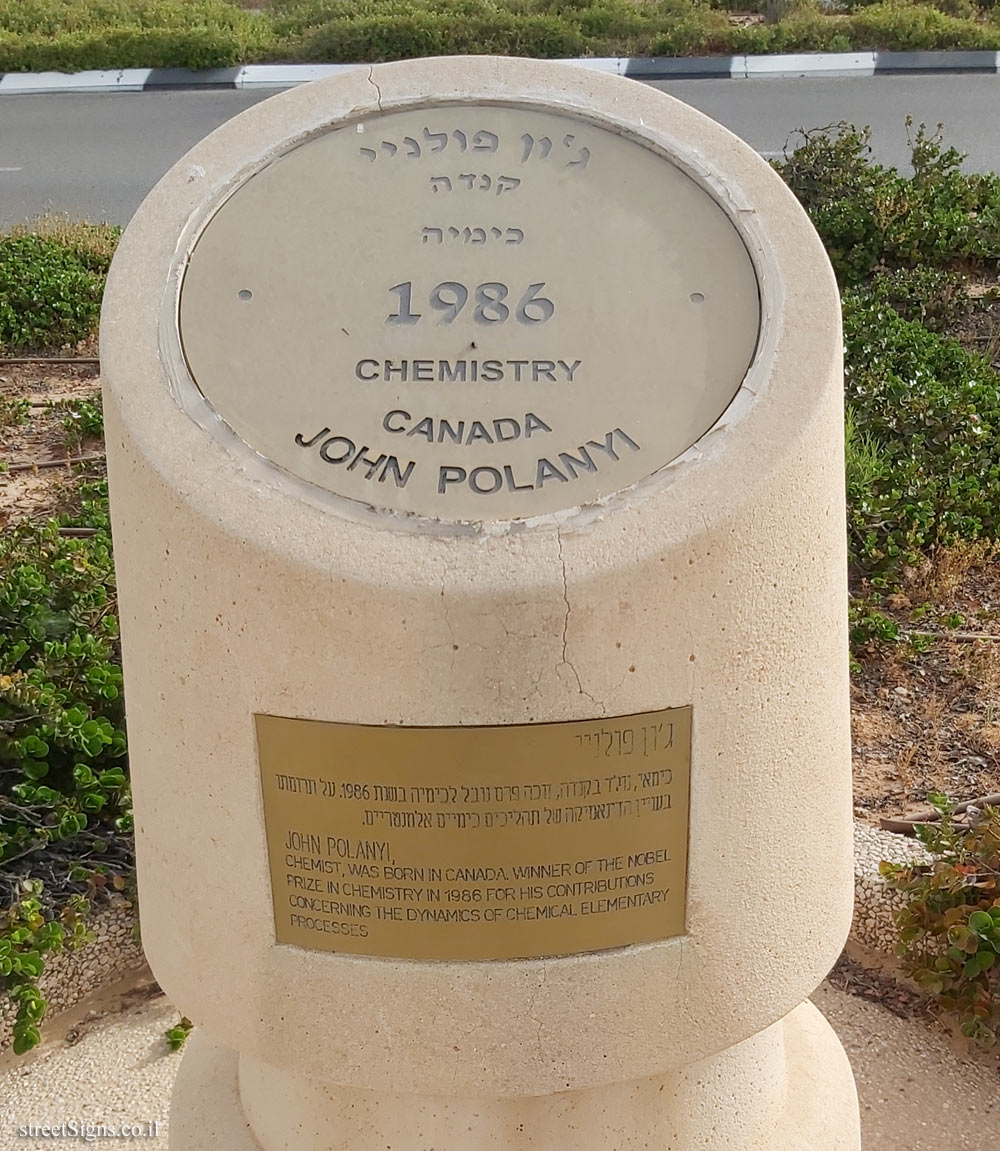 ג'ון פולניי
קנדה
כימיה
1986
CHEMISTRY
CANADA
JOHN POLANYI
ג'ון פולניי
כימאי, נולד בקנדה, זוכה פרס נובל לכימיה בשנת 1986. על תרומתו
בעניין הדינאמיקה של תהליכים כימיים אלמנטריים.
JOHN POLANYI,
CHEMIST, WAS BORN IN CANADA. WINNER OF THE NOBEL
PRIZE IN CHEMISTRY IN 1986 FOR HIS CONTRIBUTIONS
CONCERNING THE DYNAMICS OF CHEMICAL ELEMENTARY
PROCESSES
streetSigns.co.il